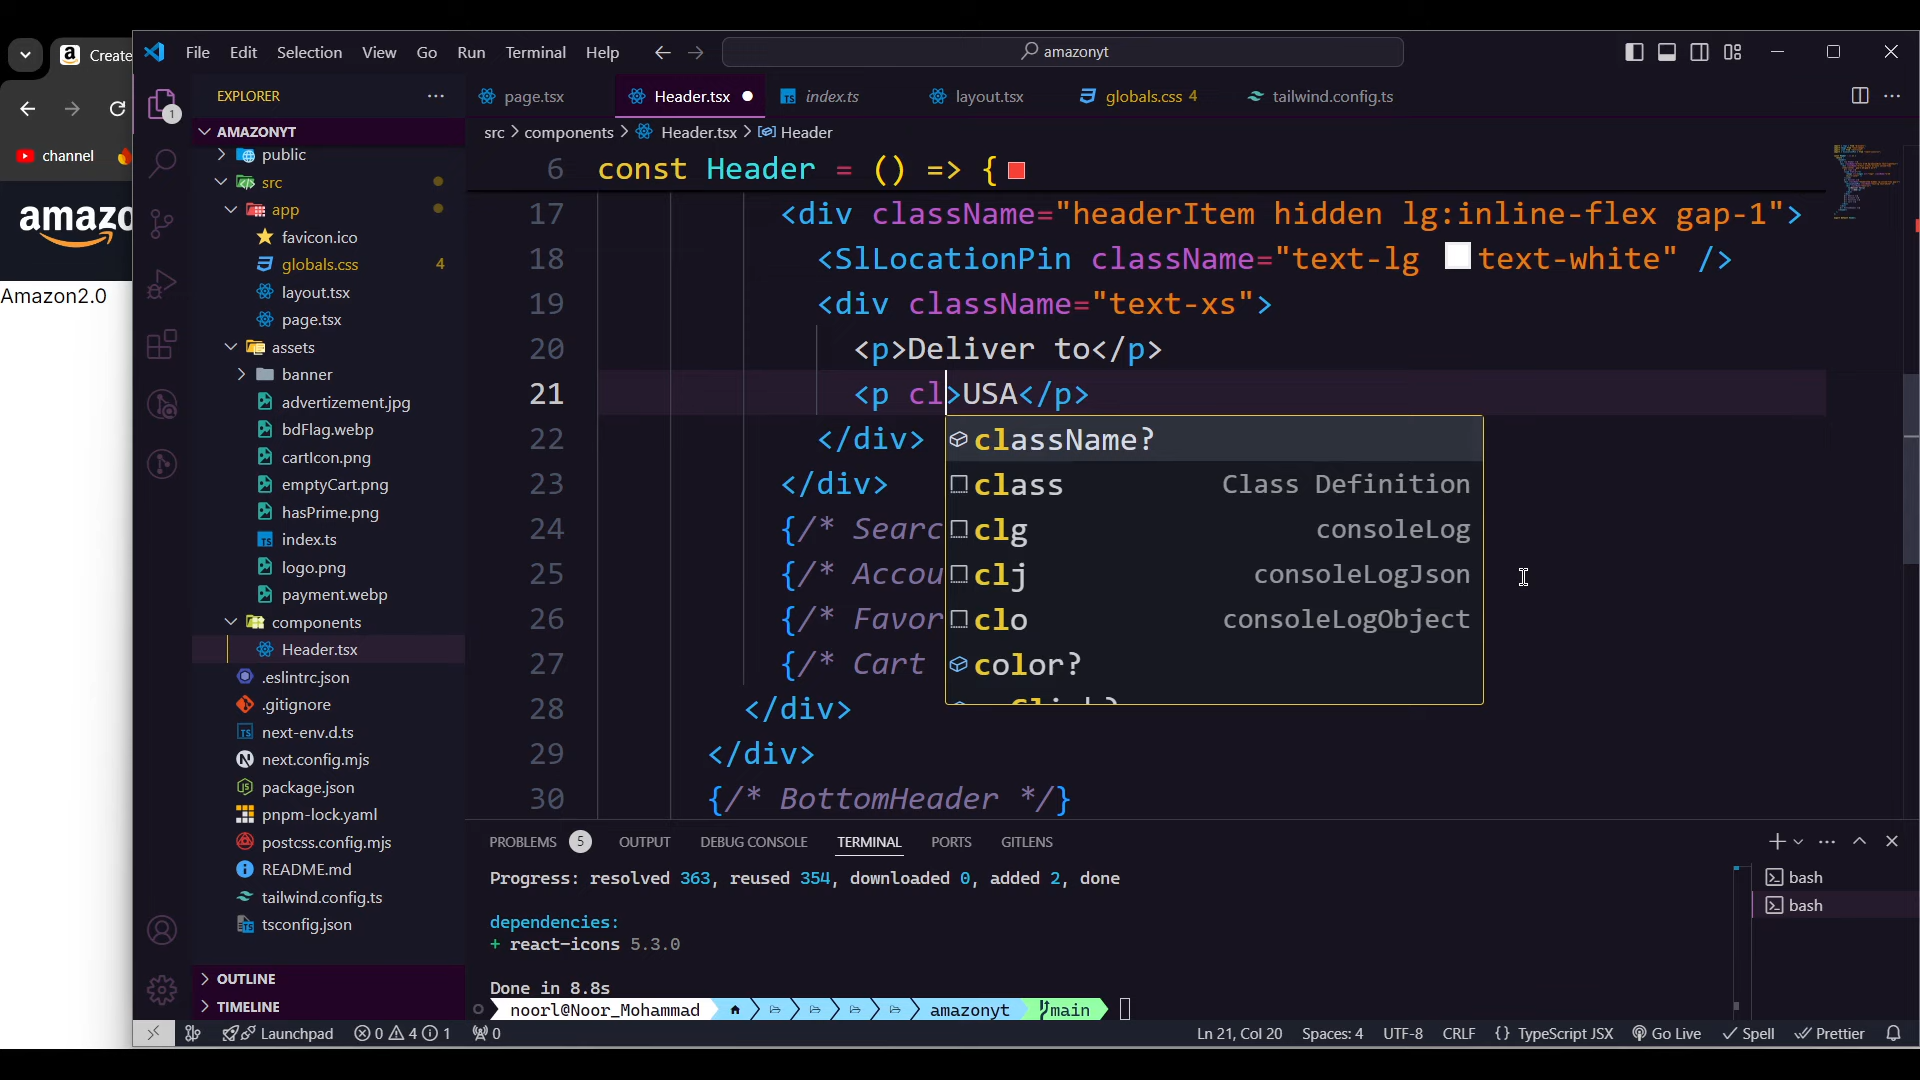 Create
File Edit Selection View Go Run Terminal Help
amazonyt
EXPLORER
page.tsx
Header.tsx
index.ts
layout.tsx
globals.css 4
tailwind.config.ts
channel
AMAZONYT
src > components > Header.tsx > Header
public
src
app
favicon.ico
globals.css 4
layout.tsx
page.tsx
assets
banner
advertizement.jpg
bdFlag.webp
cartIcon.png
emptyCart.png
hasPrime.png
index.ts
logo.png
payment.webp
components
Header.tsx
.eslintrc.json
.gitignore
next-env.d.ts
next.config.mjs
package.json
pnpm-lock.yaml
postcss.config.mjs
README.md
tailwind.config.ts
tsconfig.json
OUTLINE
TIMELINE
amazo
Amazon2.0
6 const Header = () => {
17 <div className="headerItem hidden lg:inline-flex gap-1">
18 <SlLocationPin className="text-lg text-white" />
19 <div className="text-xs">
20 <p>Deliver to</p>
21 <p cl>USA</p>
22 </div>
23 </div>
24 {/* Searc
25 {/* Accou
26 {/* Favor
27 {/* Cart
28 </div>
29 </div>
30 {/* BottomHeader */}
className?
class Class Definition
clg consoleLog
clj consoleLogJson
clo consoleLogObject
color?
PROBLEMS 5 OUTPUT DEBUG CONSOLE TERMINAL PORTS GITLENS
Progress: resolved 363, reused 354, downloaded 0, added 2, done
dependencies:
+ react-icons 5.3.0
Done in 8.8s
noorl@Noor_Mohammad amazonyt main
bash
bash
Launchpad 0 4 1 0
Ln 21, Col 20 Spaces: 4 UTF-8 CRLF {} TypeScript JSX Go Live Spell Prettier